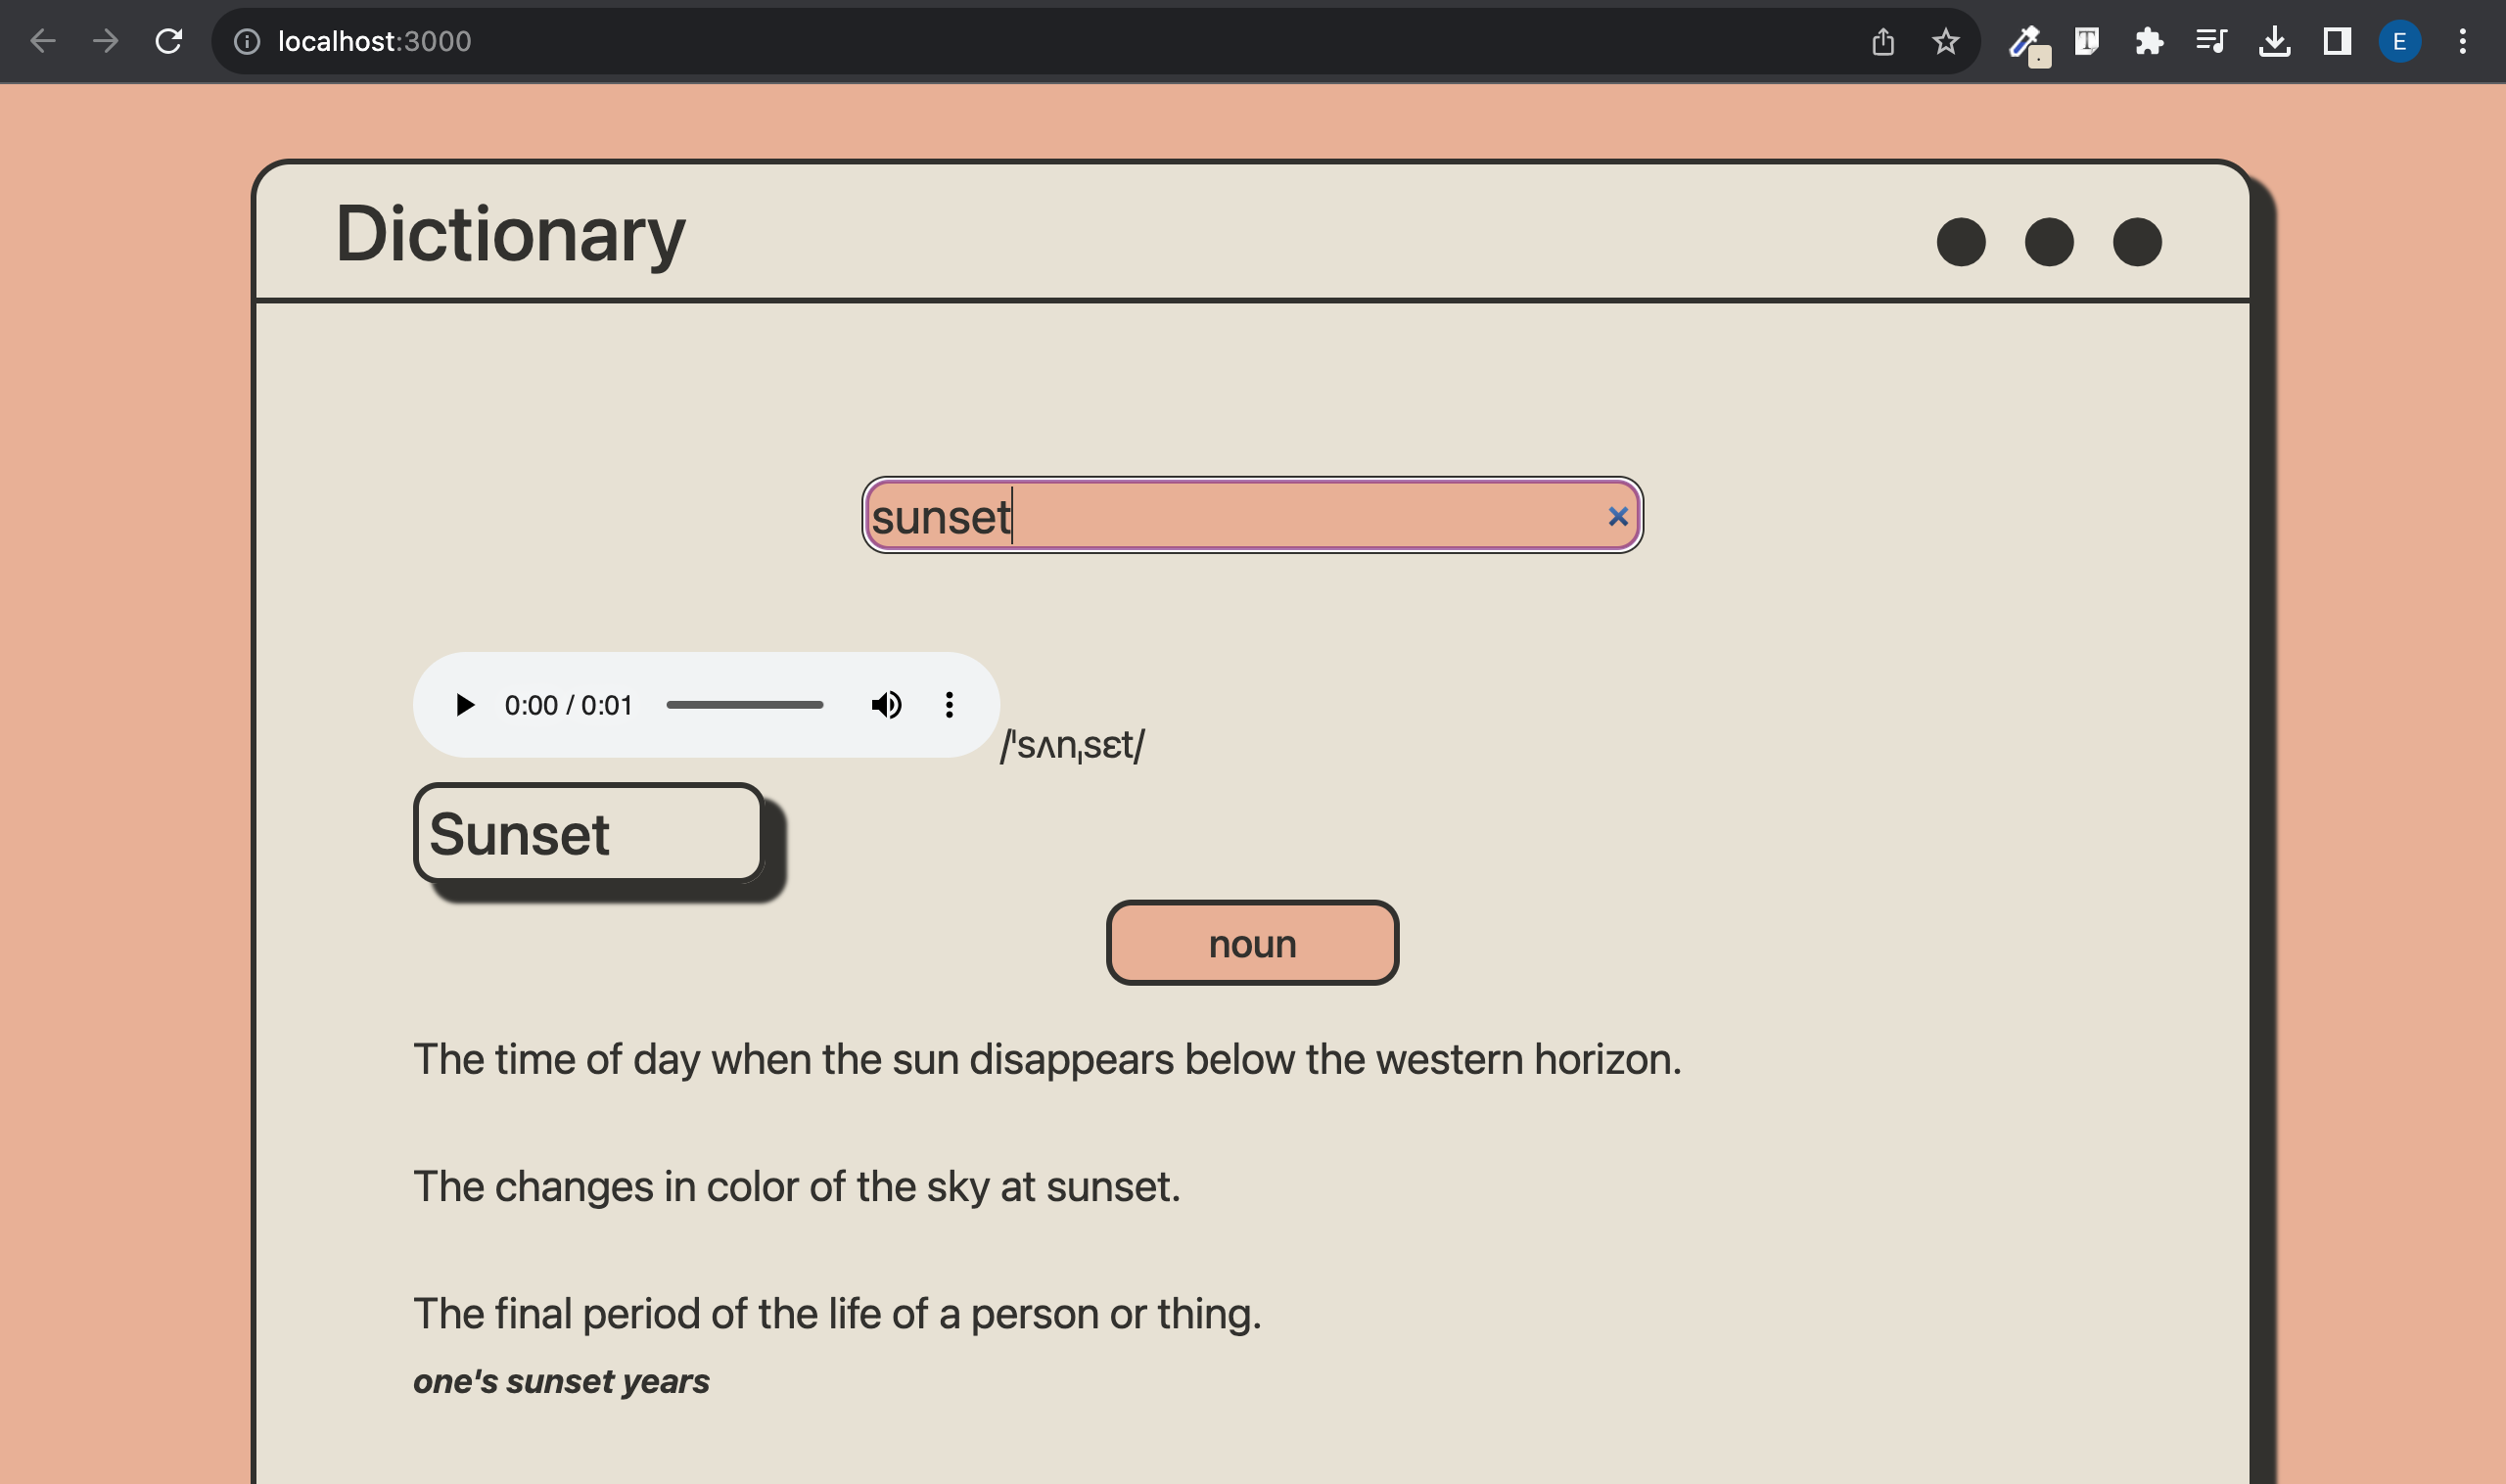 localhost:3000
E
Dictionary
sunset
0:00 / 0:01
/ˈsʌnˌsɛt/
Sunset
noun
The time of day when the sun disappears below the western horizon.
The changes in color of the sky at sunset.
The final period of the life of a person or thing.
one's sunset years